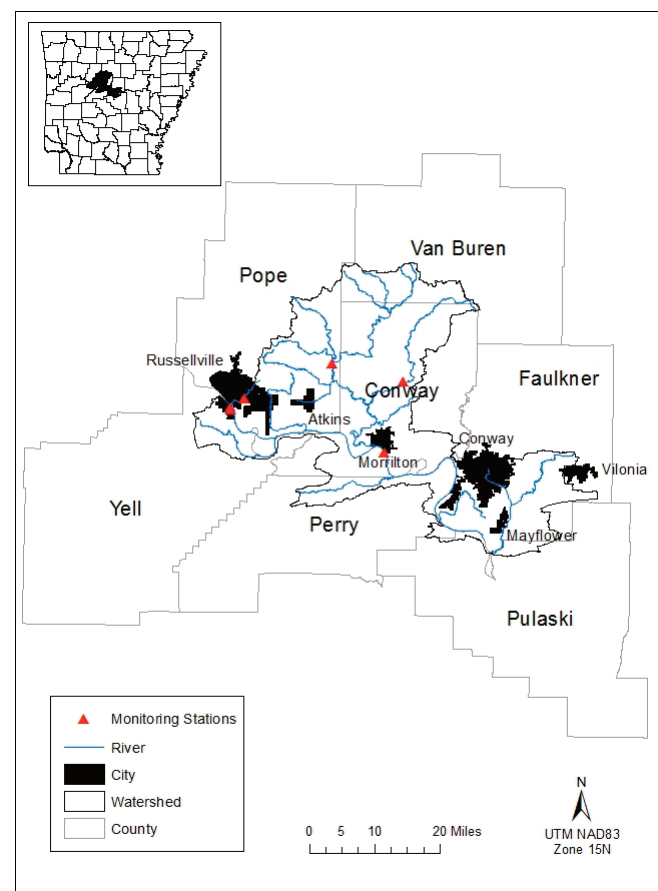 Van Buren
Pope
Russellville
Faulkner
Conway
Atkins
Conway
Morrilton
Vilonia
Yell
Perry
Mayflower
Pulaski
Monitoring Stations
River
City
Watershed
County
0 5 10 20 Miles
N
UTM NAD83
Zone 15N